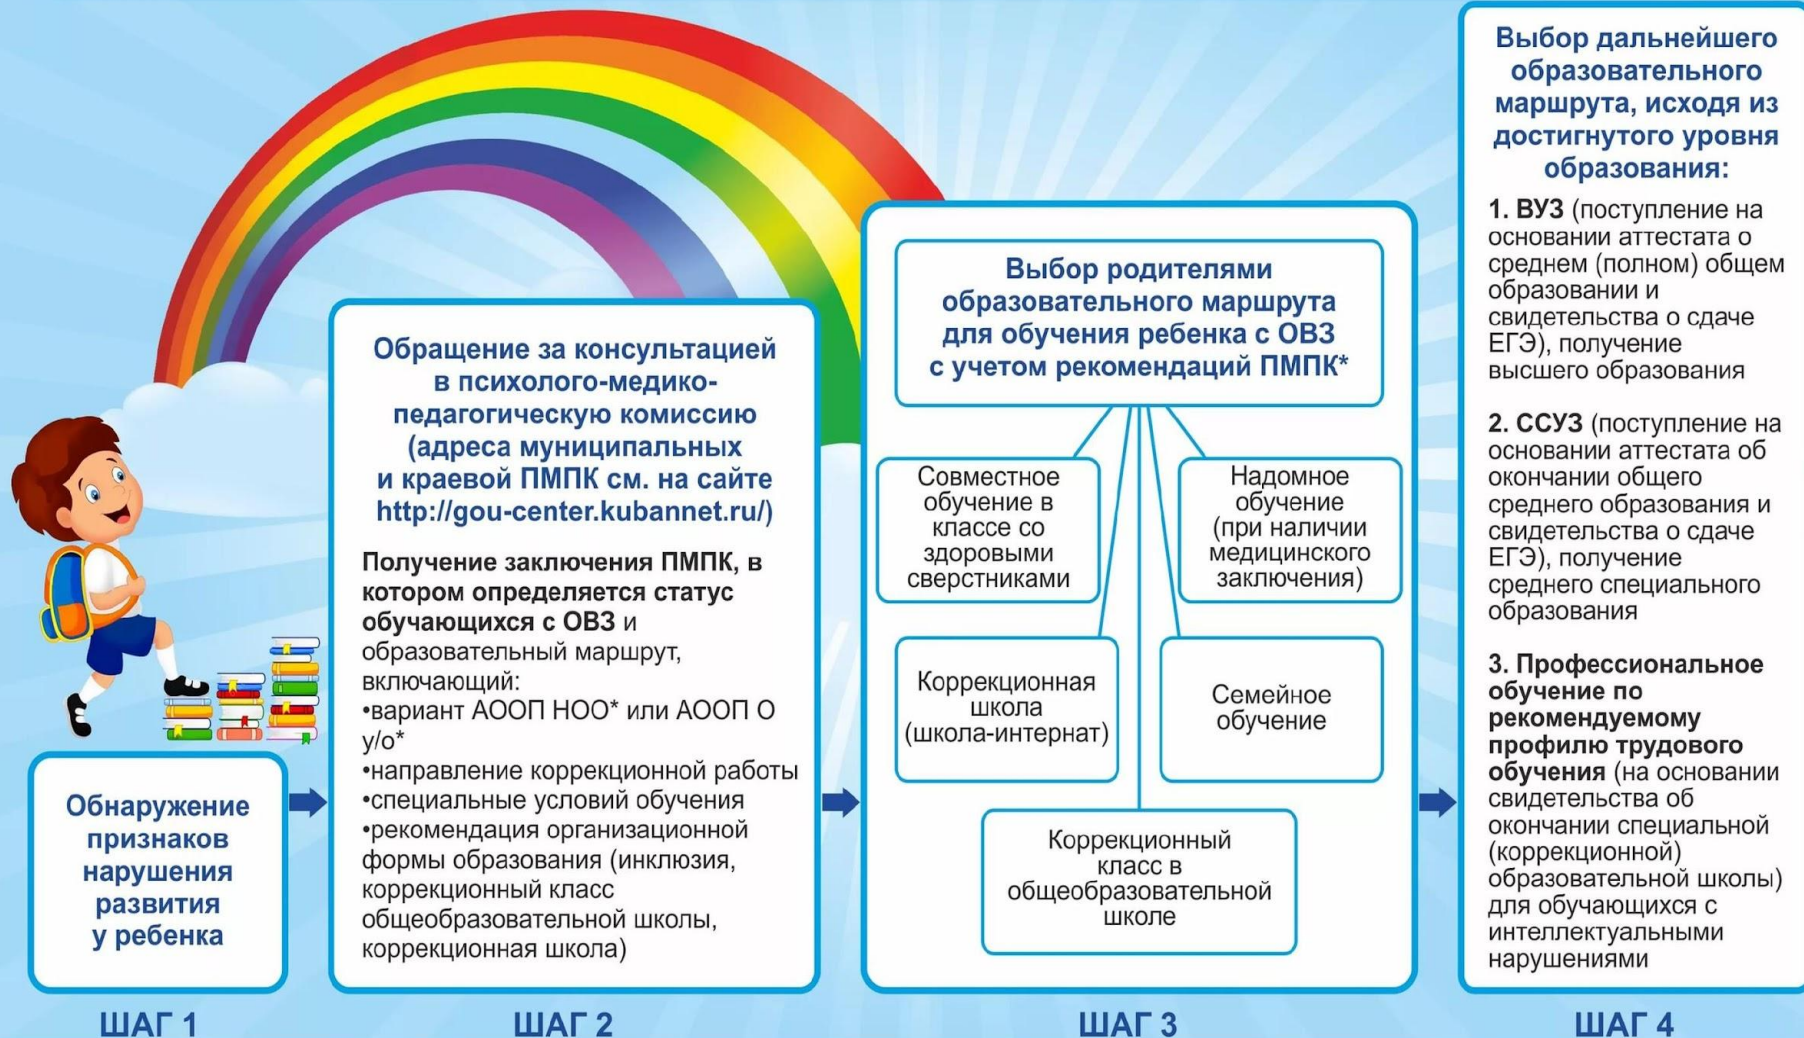 Обнаружение
признаков
нарушения
развития
у ребенка
ШАГ 1
Обращение за консультацией
в психолого-медико-
педагогическую комиссию
(адреса муниципальных
и краевой ПМПК см. на сайте
http://gou-center.kubannet.ru/)
Получение заключения ПМПК, в
котором определяется статус
обучающихся с ОВЗ и
образовательный маршрут,
включающий:
•вариант АООП НОО* или АООП О
у/о*
•направление коррекционной работы
•специальные условий обучения
•рекомендация организационной
формы образования (инклюзия,
коррекционный класс
общеобразовательной школы,
коррекционная школа)
ШАГ 2
Выбор родителями
образовательного маршрута
для обучения ребенка с ОВЗ
с учетом рекомендаций ПМПК*
Совместное
обучение в
классе со
здоровыми
сверстниками
Надомное
обучение
(при наличии
медицинского
заключения)
Коррекционная
школа
(школа-интернат)
Семейное
обучение
Коррекционный
класс в
общеобразовательной
школе
ШАГ 3
Выбор дальнейшего
образовательного
маршрута, исходя из
достигнутого уровня
образования:
1. ВУЗ (поступление на
основании аттестата о
среднем (полном) общем
образовании и
свидетельства о сдаче
ЕГЭ), получение
высшего образования
2. ССУЗ (поступление на
основании аттестата об
окончании общего
среднего образования и
свидетельства о сдаче
ЕГЭ), получение
среднего специального
образования
3. Профессиональное
обучение по
рекомендуемому
профилю трудового
обучения (на основании
свидетельства об
окончании специальной
(коррекционной)
образовательной школы)
для обучающихся с
интеллектуальными
нарушениями
ШАГ 4